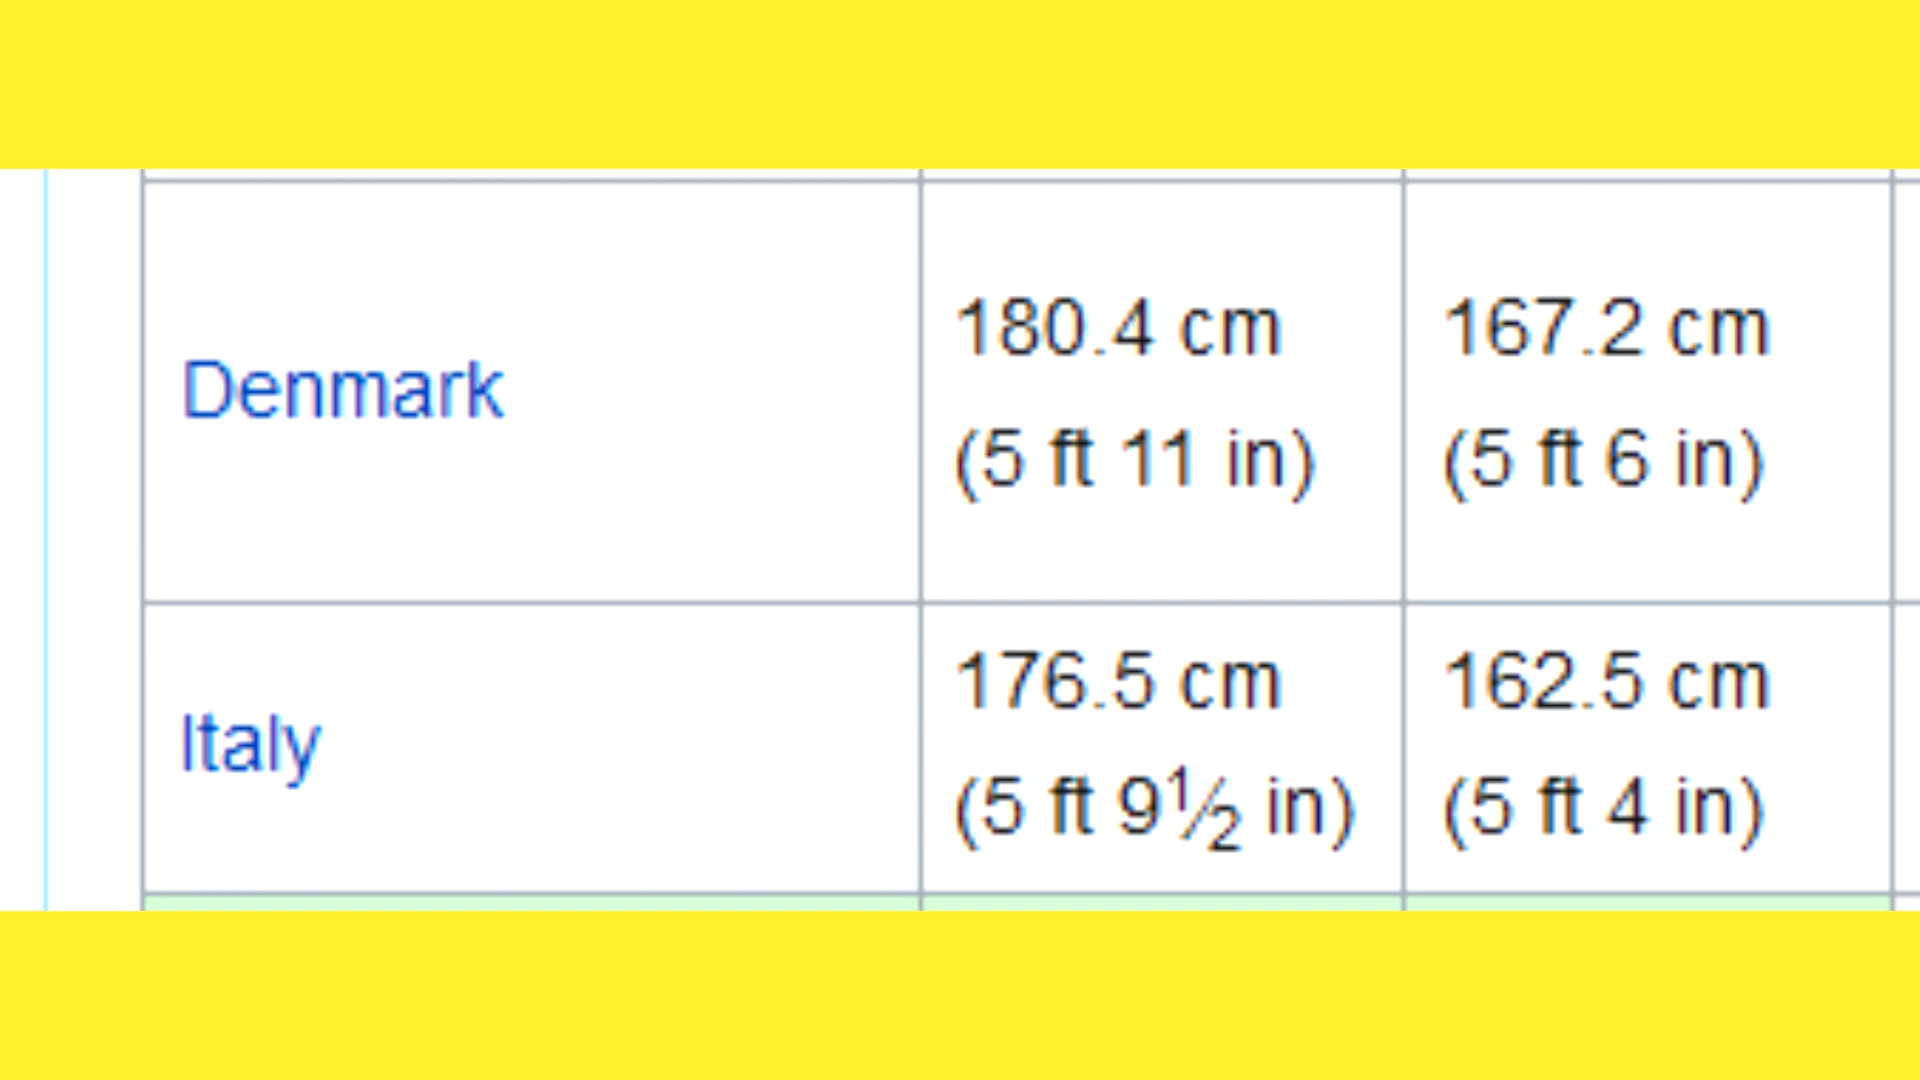 Denmark
180.4 cm
(5 ft 11 in)
167.2 cm
(5 ft 6 in)
Italy
176.5 cm
(5 ft 9½ in)
162.5 cm
(5 ft 4 in)